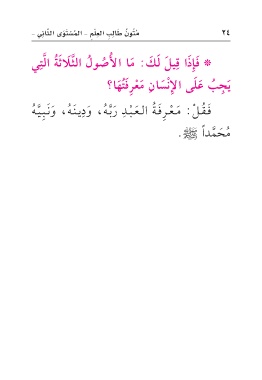 ٢٤ مُتُونُ طَالِبِ العِلْمِ - المُسْتَوَى الثَّانِي -
* فَإِذَا قِيلَ لَكَ: مَا الأُصُولُ الثَّلَاثَةُ الَّتِي
يَجِبُ عَلَى الإِنْسَانِ مَعْرِفَتُهَا؟
فَقُلْ: مَعْرِفَةُ العَبْدِ رَبَّهُ، وَدِينَهُ، وَنَبِيَّهُ
مُحَمَّداً ﷺ.